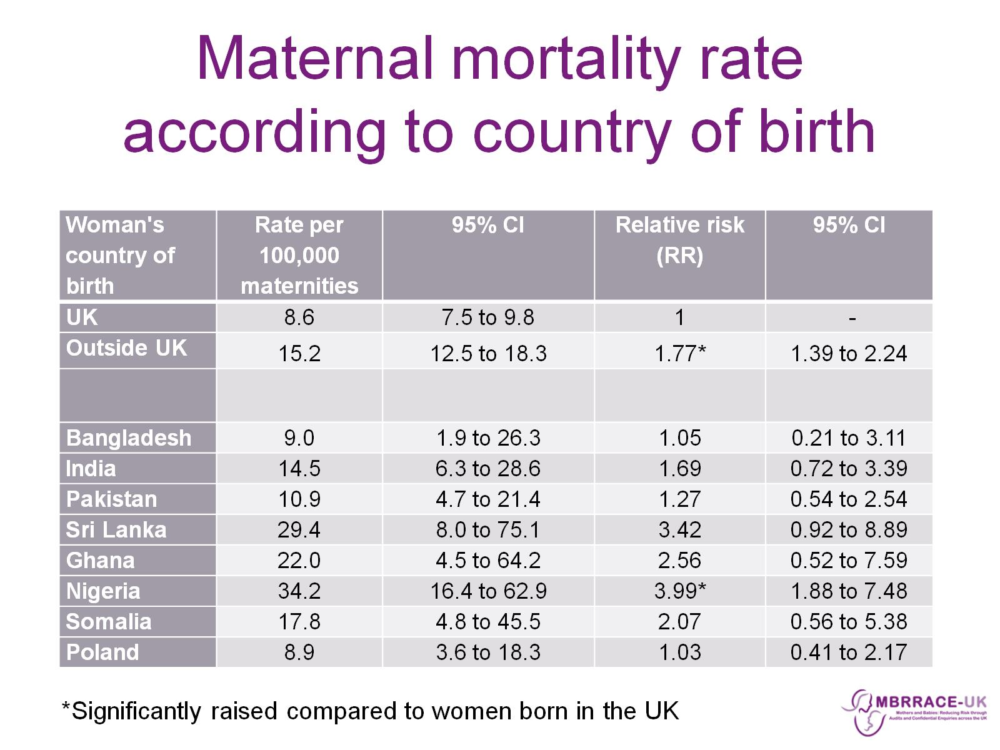 Maternal mortality rate
according to country of birth
Woman's country of birth Rate per 100,000 maternities 95% CI Relative risk (RR) 95% CI
UK 8.6 7.5 to 9.8 1 -
Outside UK 15.2 12.5 to 18.3 1.77* 1.39 to 2.24
Bangladesh 9.0 1.9 to 26.3 1.05 0.21 to 3.11
India 14.5 6.3 to 28.6 1.69 0.72 to 3.39
Pakistan 10.9 4.7 to 21.4 1.27 0.54 to 2.54
Sri Lanka 29.4 8.0 to 75.1 3.42 0.92 to 8.89
Ghana 22.0 4.5 to 64.2 2.56 0.52 to 7.59
Nigeria 34.2 16.4 to 62.9 3.99* 1.88 to 7.48
Somalia 17.8 4.8 to 45.5 2.07 0.56 to 5.38
Poland 8.9 3.6 to 18.3 1.03 0.41 to 2.17
*Significantly raised compared to women born in the UK
MBRRACE-UK
Mothers and Babies: Reducing Risk through
Audits and Confidential Enquiries across the UK